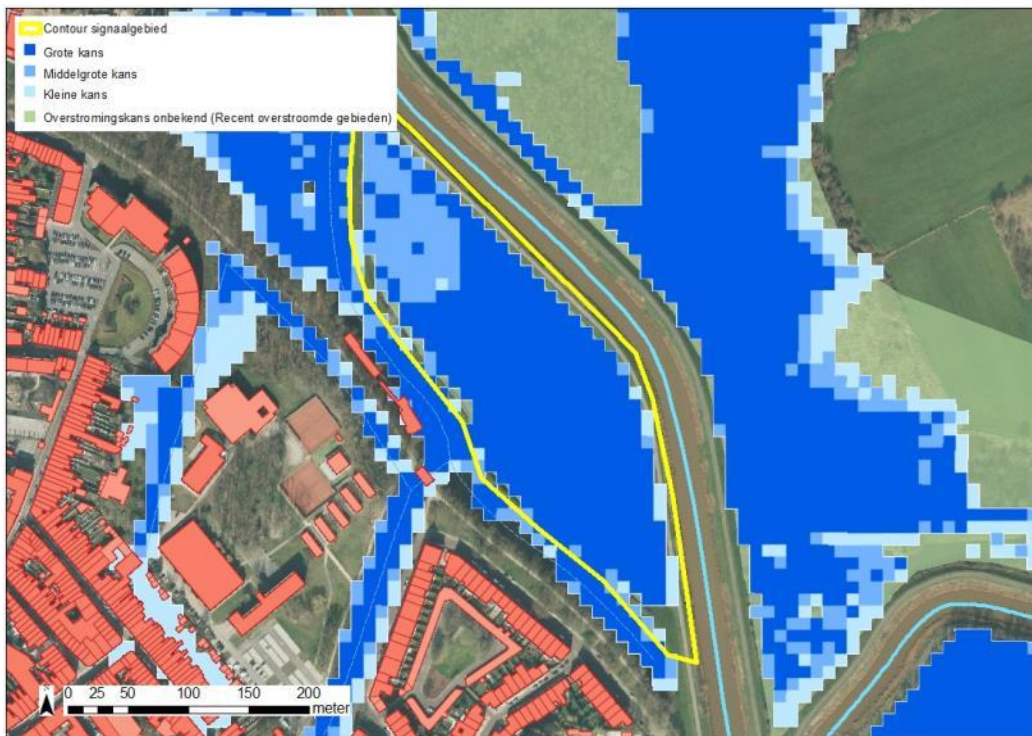 Contour signaalgebied
Grote kans
Middelgrote kans
Kleine kans
Overstromingskans onbekend (Recent overstroomde gebieden)
0 25 50 100 150 200
meter